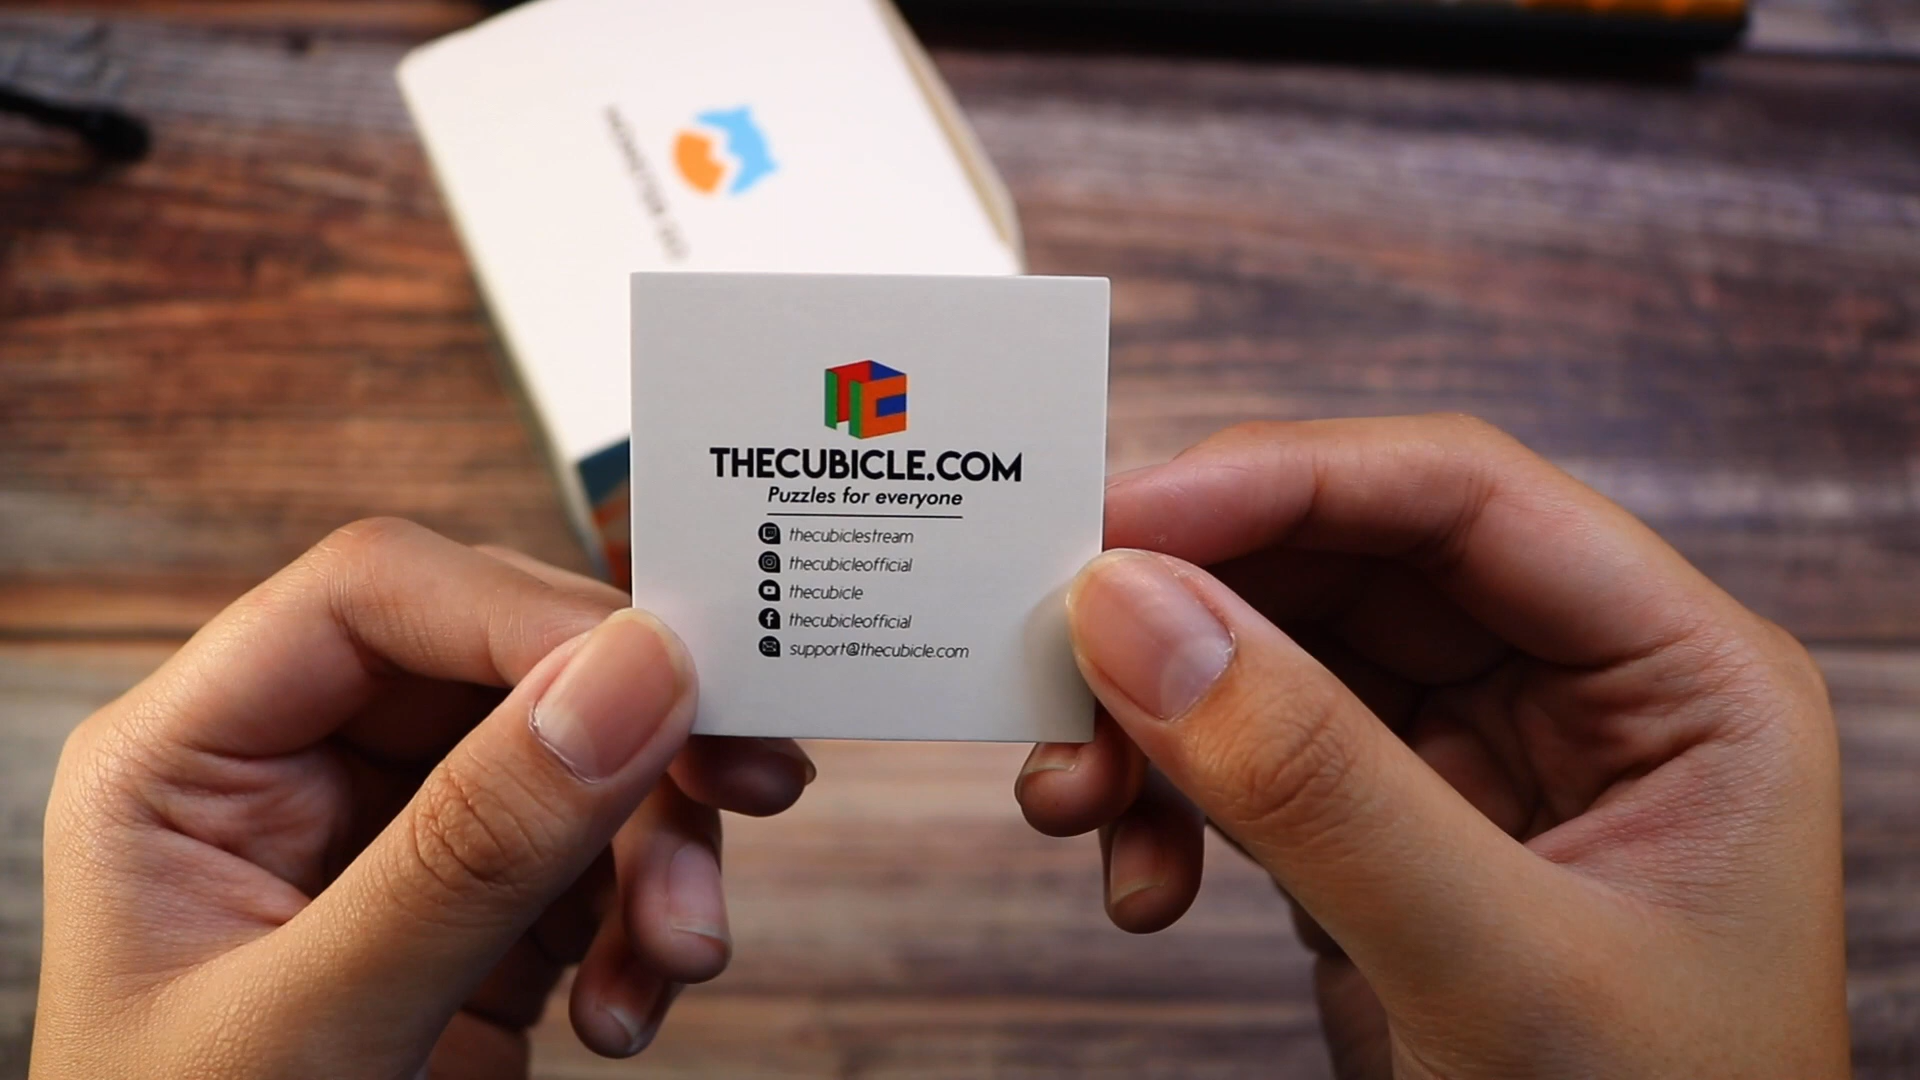 THECUBICLE.COM
Puzzles for everyone
thecubiclestream
thecubicleofficial
thecubicle
thecubicleofficial
support@thecubicle.com